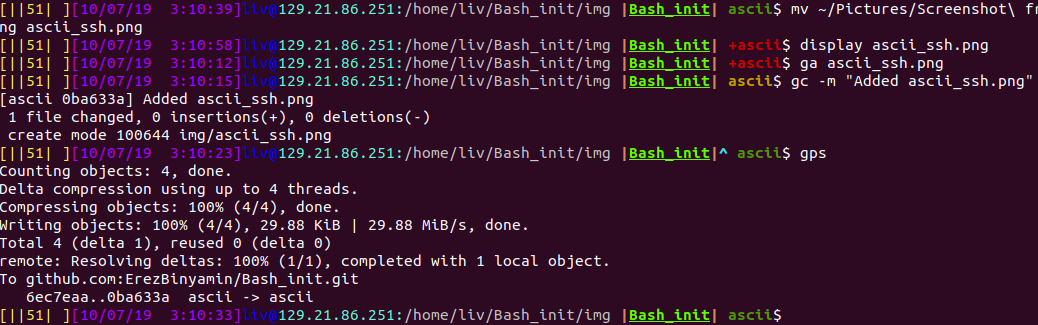 [||51| ][10/07/19  3:10:39]liv@129.21.86.251:/home/liv/Bash_init/img |Bash_init| ascii$ mv ~/Pictures/Screenshot\ fr
ng ascii_ssh.png
[||51| ][10/07/19  3:10:58]liv@129.21.86.251:/home/liv/Bash_init/img |Bash_init| +ascii$ display ascii_ssh.png
[||51| ][10/07/19  3:10:12]liv@129.21.86.251:/home/liv/Bash_init/img |Bash_init| +ascii$ ga ascii_ssh.png
[||51| ][10/07/19  3:10:15]liv@129.21.86.251:/home/liv/Bash_init/img |Bash_init| ascii$ gc -m "Added ascii_ssh.png"
[ascii 0ba633a] Added ascii_ssh.png
 1 file changed, 0 insertions(+), 0 deletions(-)
 create mode 100644 img/ascii_ssh.png
[||51| ][10/07/19  3:10:23]liv@129.21.86.251:/home/liv/Bash_init/img |Bash_init|^ ascii$ gps
Counting objects: 4, done.
Delta compression using up to 4 threads.
Compressing objects: 100% (4/4), done.
Writing objects: 100% (4/4), 29.88 KiB | 29.88 MiB/s, done.
Total 4 (delta 1), reused 0 (delta 0)
remote: Resolving deltas: 100% (1/1), completed with 1 local object.
To github.com:ErezBinyamin/Bash_init.git
   6ec7eaa..0ba633a  ascii -> ascii
[||51| ][10/07/19  3:10:33]liv@129.21.86.251:/home/liv/Bash_init/img |Bash_init| ascii$